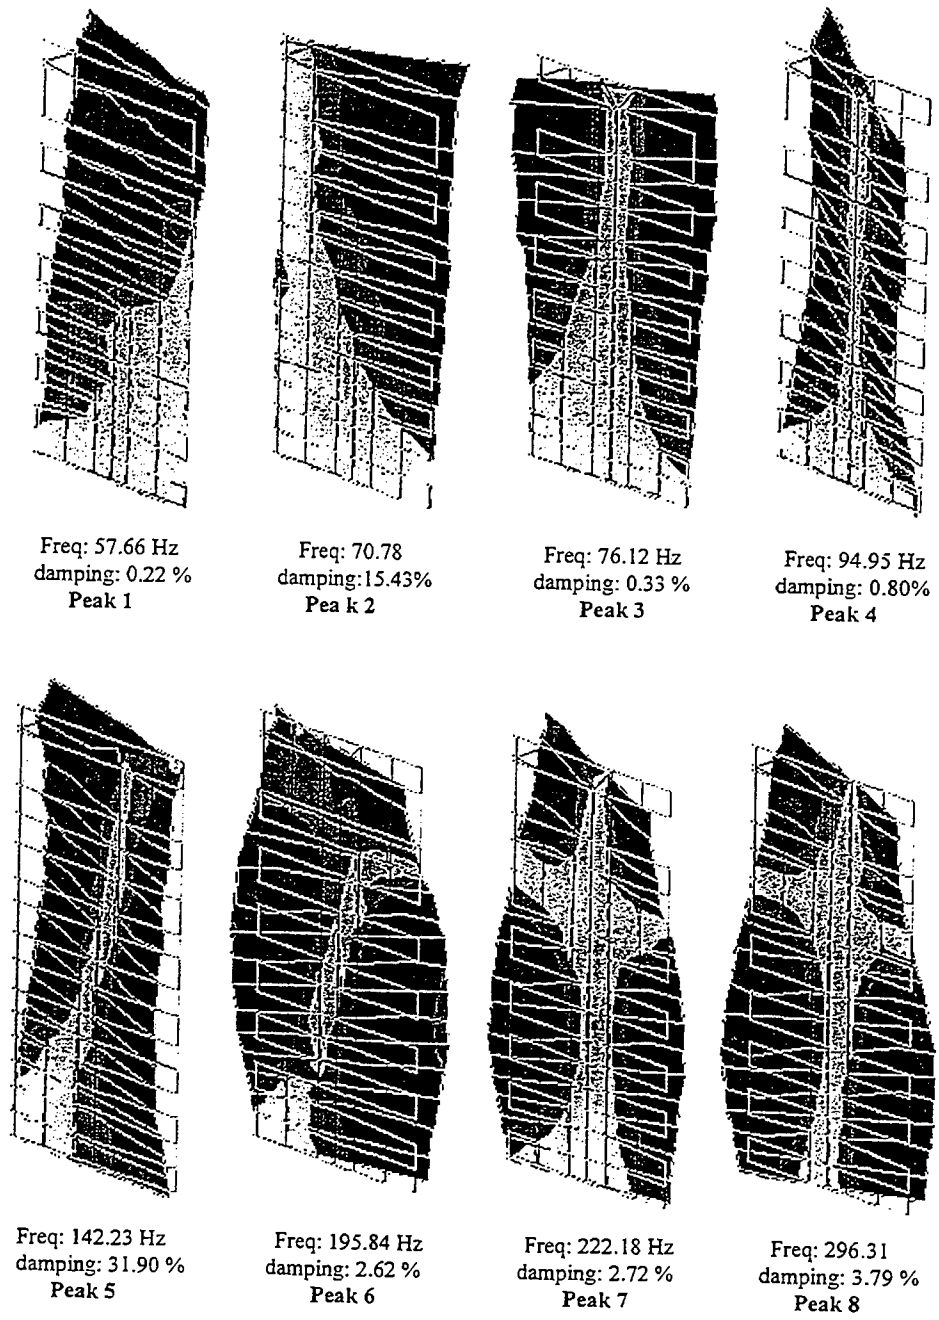 Freq: 57.66 Hz
damping: 0.22 %
Peak 1
Freq: 70.78
damping:15.43%
Pea k 2
Freq: 76.12 Hz
damping: 0.33 %
Peak 3
Freq: 94.95 Hz
damping: 0.80%
Peak 4
Freq: 142.23 Hz
damping: 31.90 %
Peak 5
Freq: 195.84 Hz
damping: 2.62 %
Peak 6
Freq: 222.18 Hz
damping: 2.72 %
Peak 7
Freq: 296.31
damping: 3.79 %
Peak 8